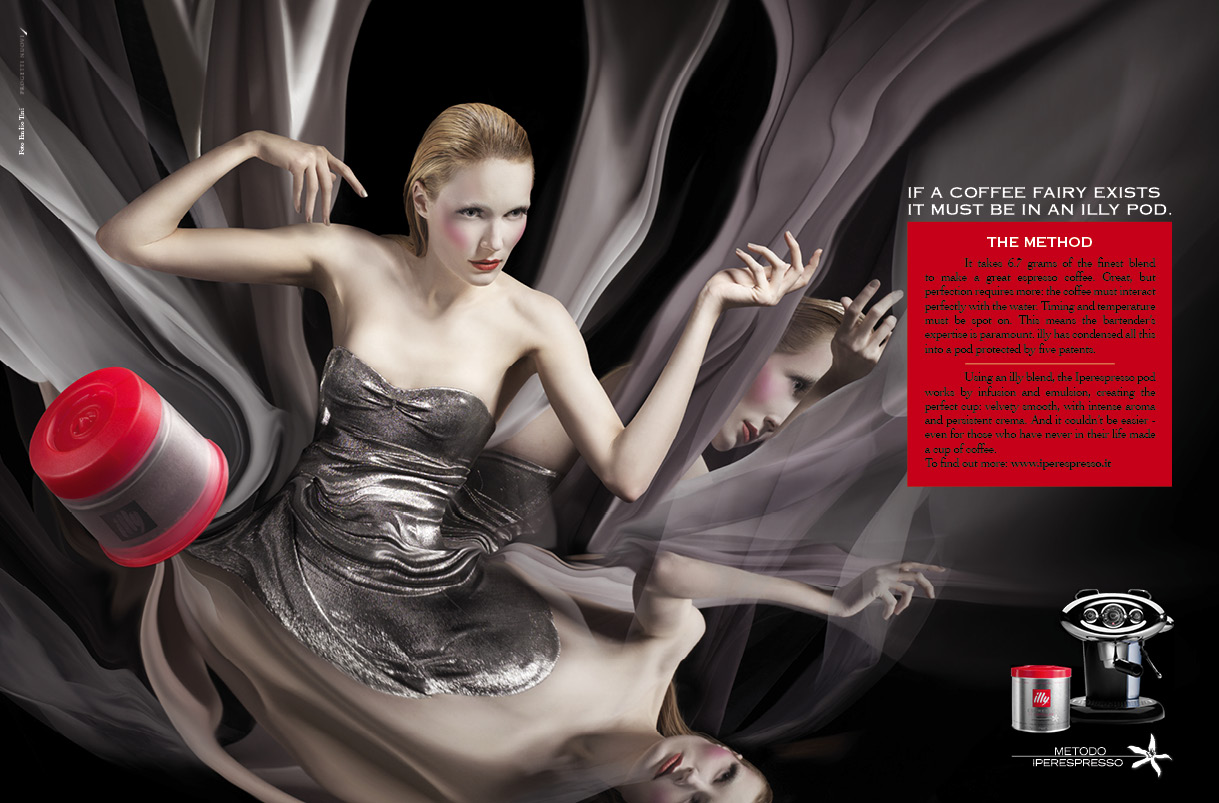 Foto Emilio Tini
IF A COFFEE FAIRY EXISTS
IT MUST BE IN AN ILLY POD.
THE METHOD
It takes 6.7 grams of the finest blend
to make a great espresso coffee. Great, but
perfection requires more: the coffee must interact
perfectly with the water. Timing and temperature
must be spot on. This means the bartender's
expertise is paramount. illy has condensed all this
into a pod protected by five patents.
Using an illy blend, the Iperespresso pod
works by infusion and emulsion, creating the
perfect cup: velvety smooth, with intense aroma
and persistent crema. And it couldn't be easier -
even for those who have never in their life made
a cup of coffee.
To find out more: www.iperespresso.it
illy
illy
METODO
IPERESPRESSO